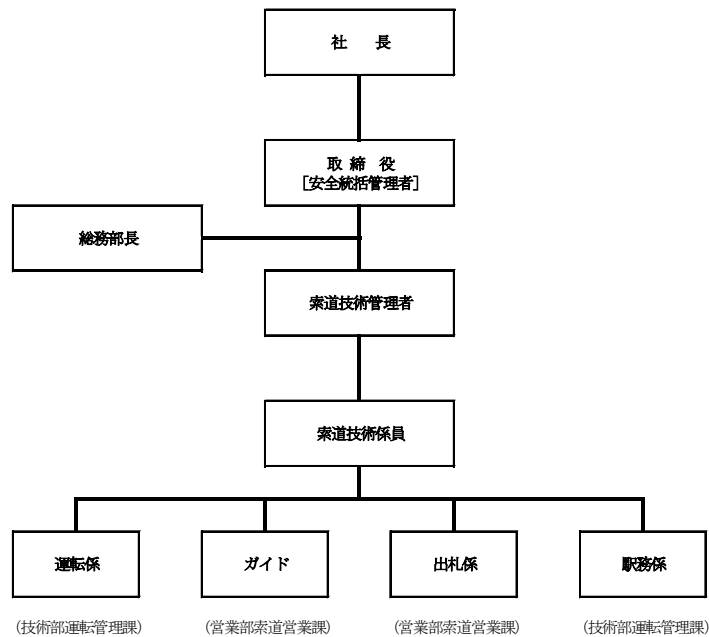 社　長
取 締 役
［安全統括管理者］
総務部長
索道技術管理者
索道技術係員
運転係
ガイド
出札係
駅務係
（技術部運転管理課）
（営業部索道営業課）
（営業部索道営業課）
（技術部運転管理課）